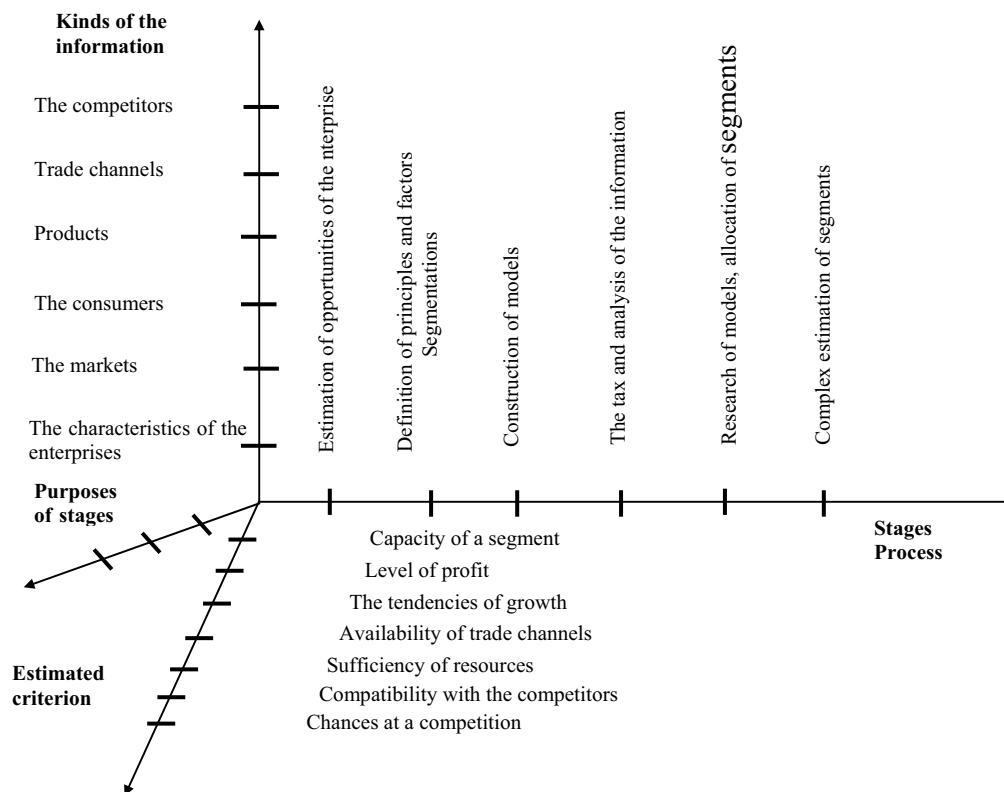 Kinds of the
information
The competitors
Trade channels
Products
The consumers
The markets
The characteristics of the
enterprises
Estimation of opportunities of the nterprise
Definition of principles and factors
Segmentations
Construction of models
The tax and analysis of the information
Research of models, allocation of segments
Complex estimation of segments
Purposes
of stages
Stages
Process
Capacity of a segment
Level of profit
The tendencies of growth
Availability of trade channels
Sufficiency of resources
Compatibility with the competitors
Chances at a competition
Estimated
criterion